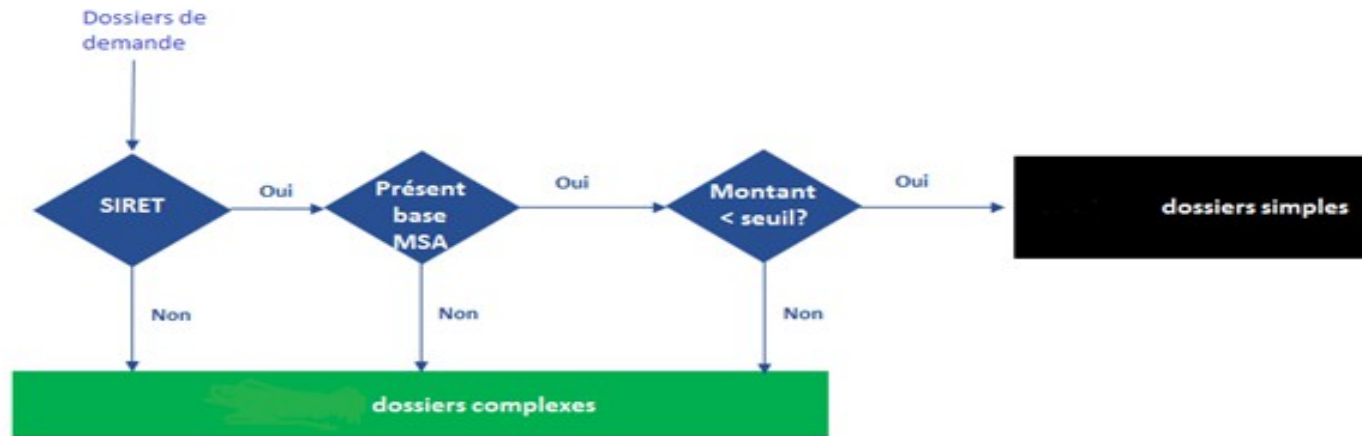 Dossiers de
demande
SIRET
Oui
Présent
base
MSA
Oui
Montant
< seuil?
Oui
dossiers simples
Non
Non
Non
dossiers complexes